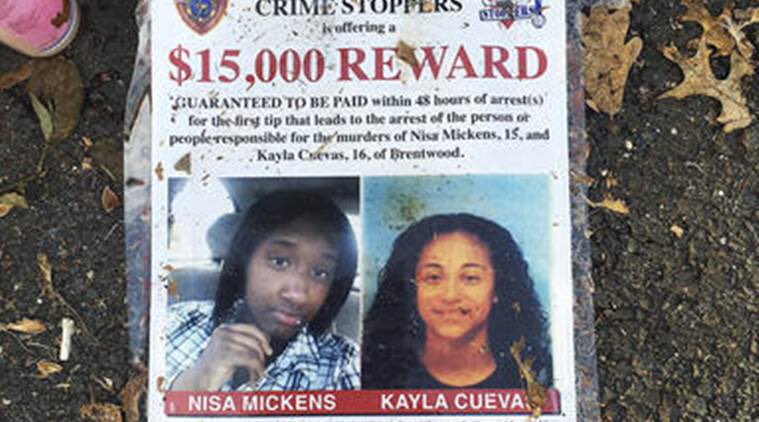 CRIME STOPPERS
is offering a
$15,000 REWARD
GUARANTEED TO BE PAID within 48 hours of arrest(s)
for the first tip that leads to the arrest of the person or
people responsible for the murders of Nisa Mickens, 15, and
Kayla Cuevas, 16, of Brentwood.
NISA MICKENS KAYLA CUEVA